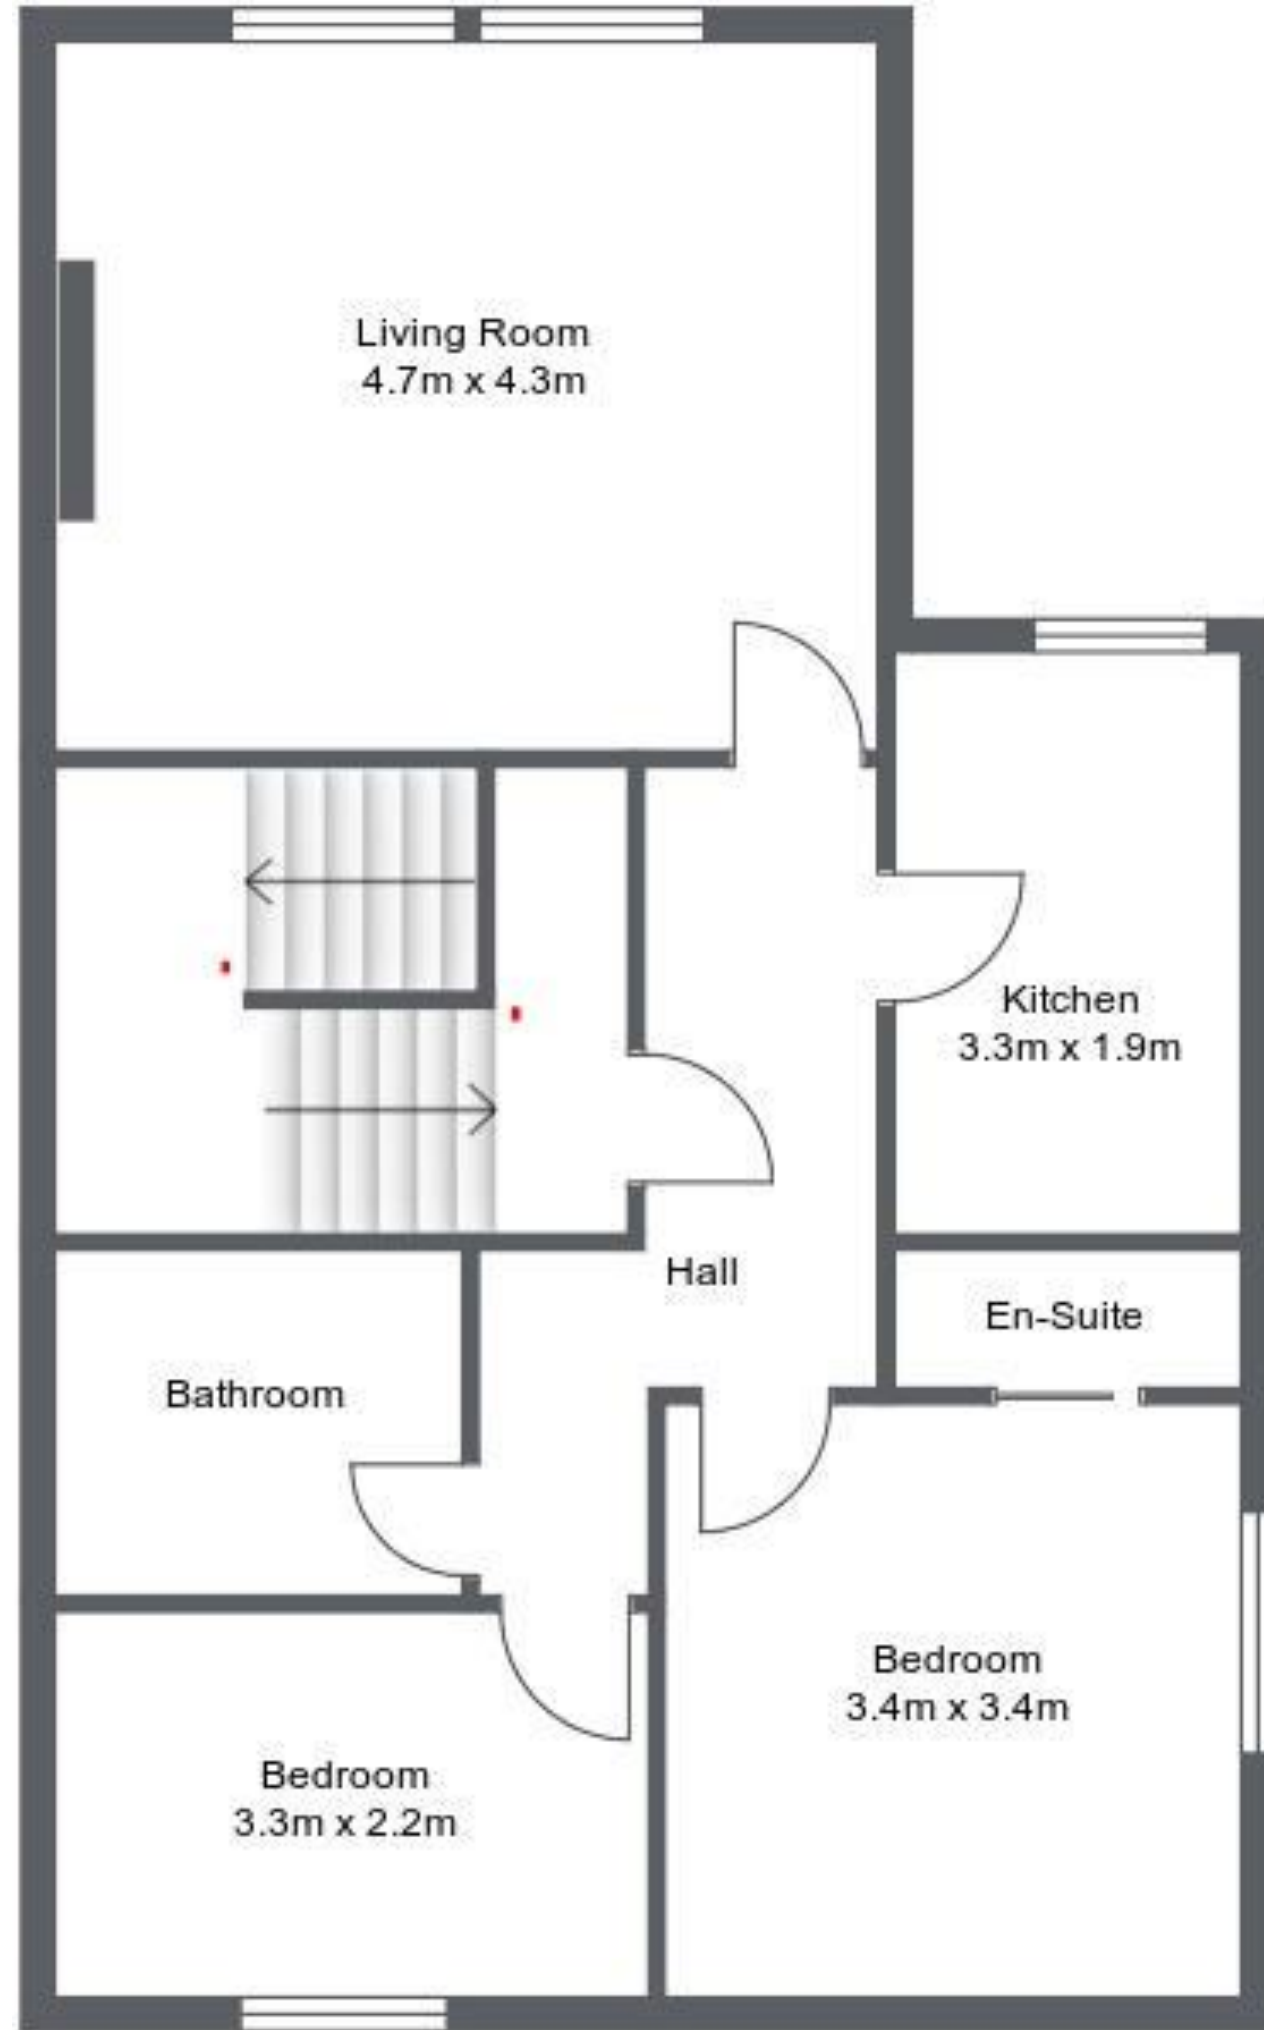 Living Room
4.7m x 4.3m
Kitchen
3.3m x 1.9m
Hall
En-Suite
Bathroom
Bedroom
3.4m x 3.4m
Bedroom
3.3m x 2.2m